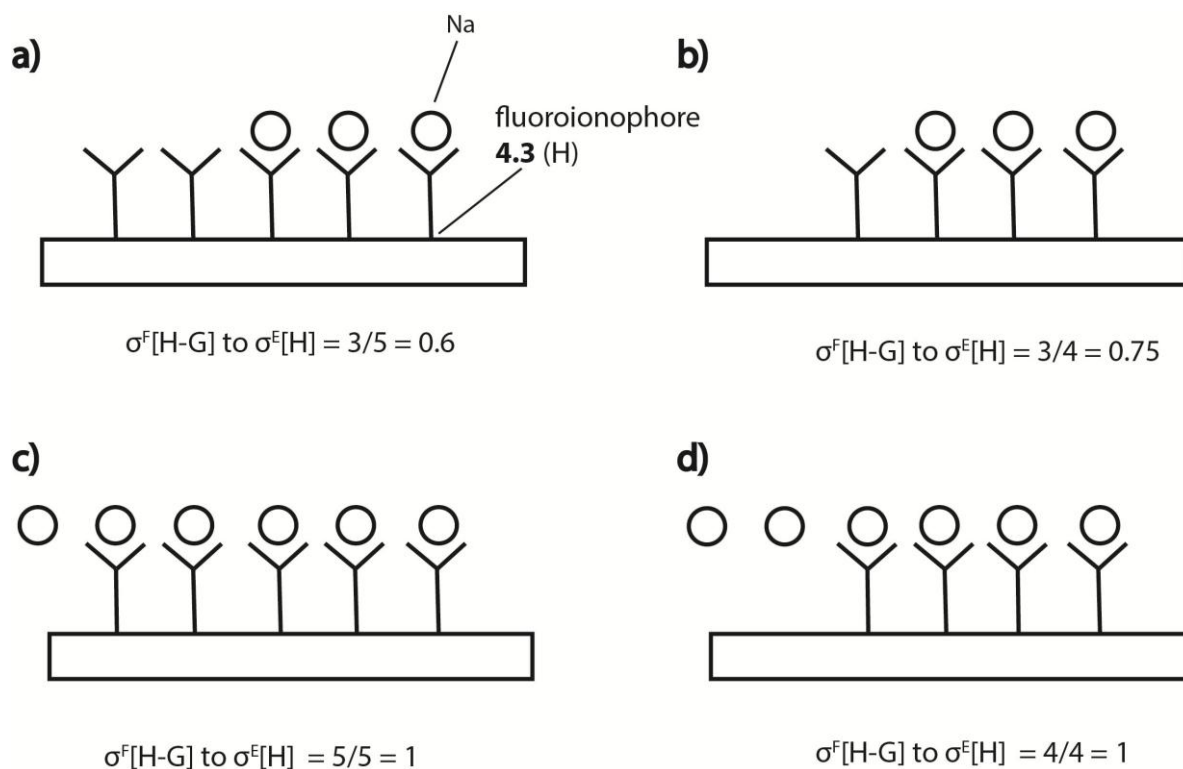 Na
a)
b)
fluoroionophore
4.3 (H)
σᶠ[H-G] to σᴱ[H] = 3/5 = 0.6
σᶠ[H-G] to σᴱ[H] = 3/4 = 0.75
c)
d)
σᶠ[H-G] to σᴱ[H] = 5/5 = 1
σᶠ[H-G] to σᴱ[H] = 4/4 = 1